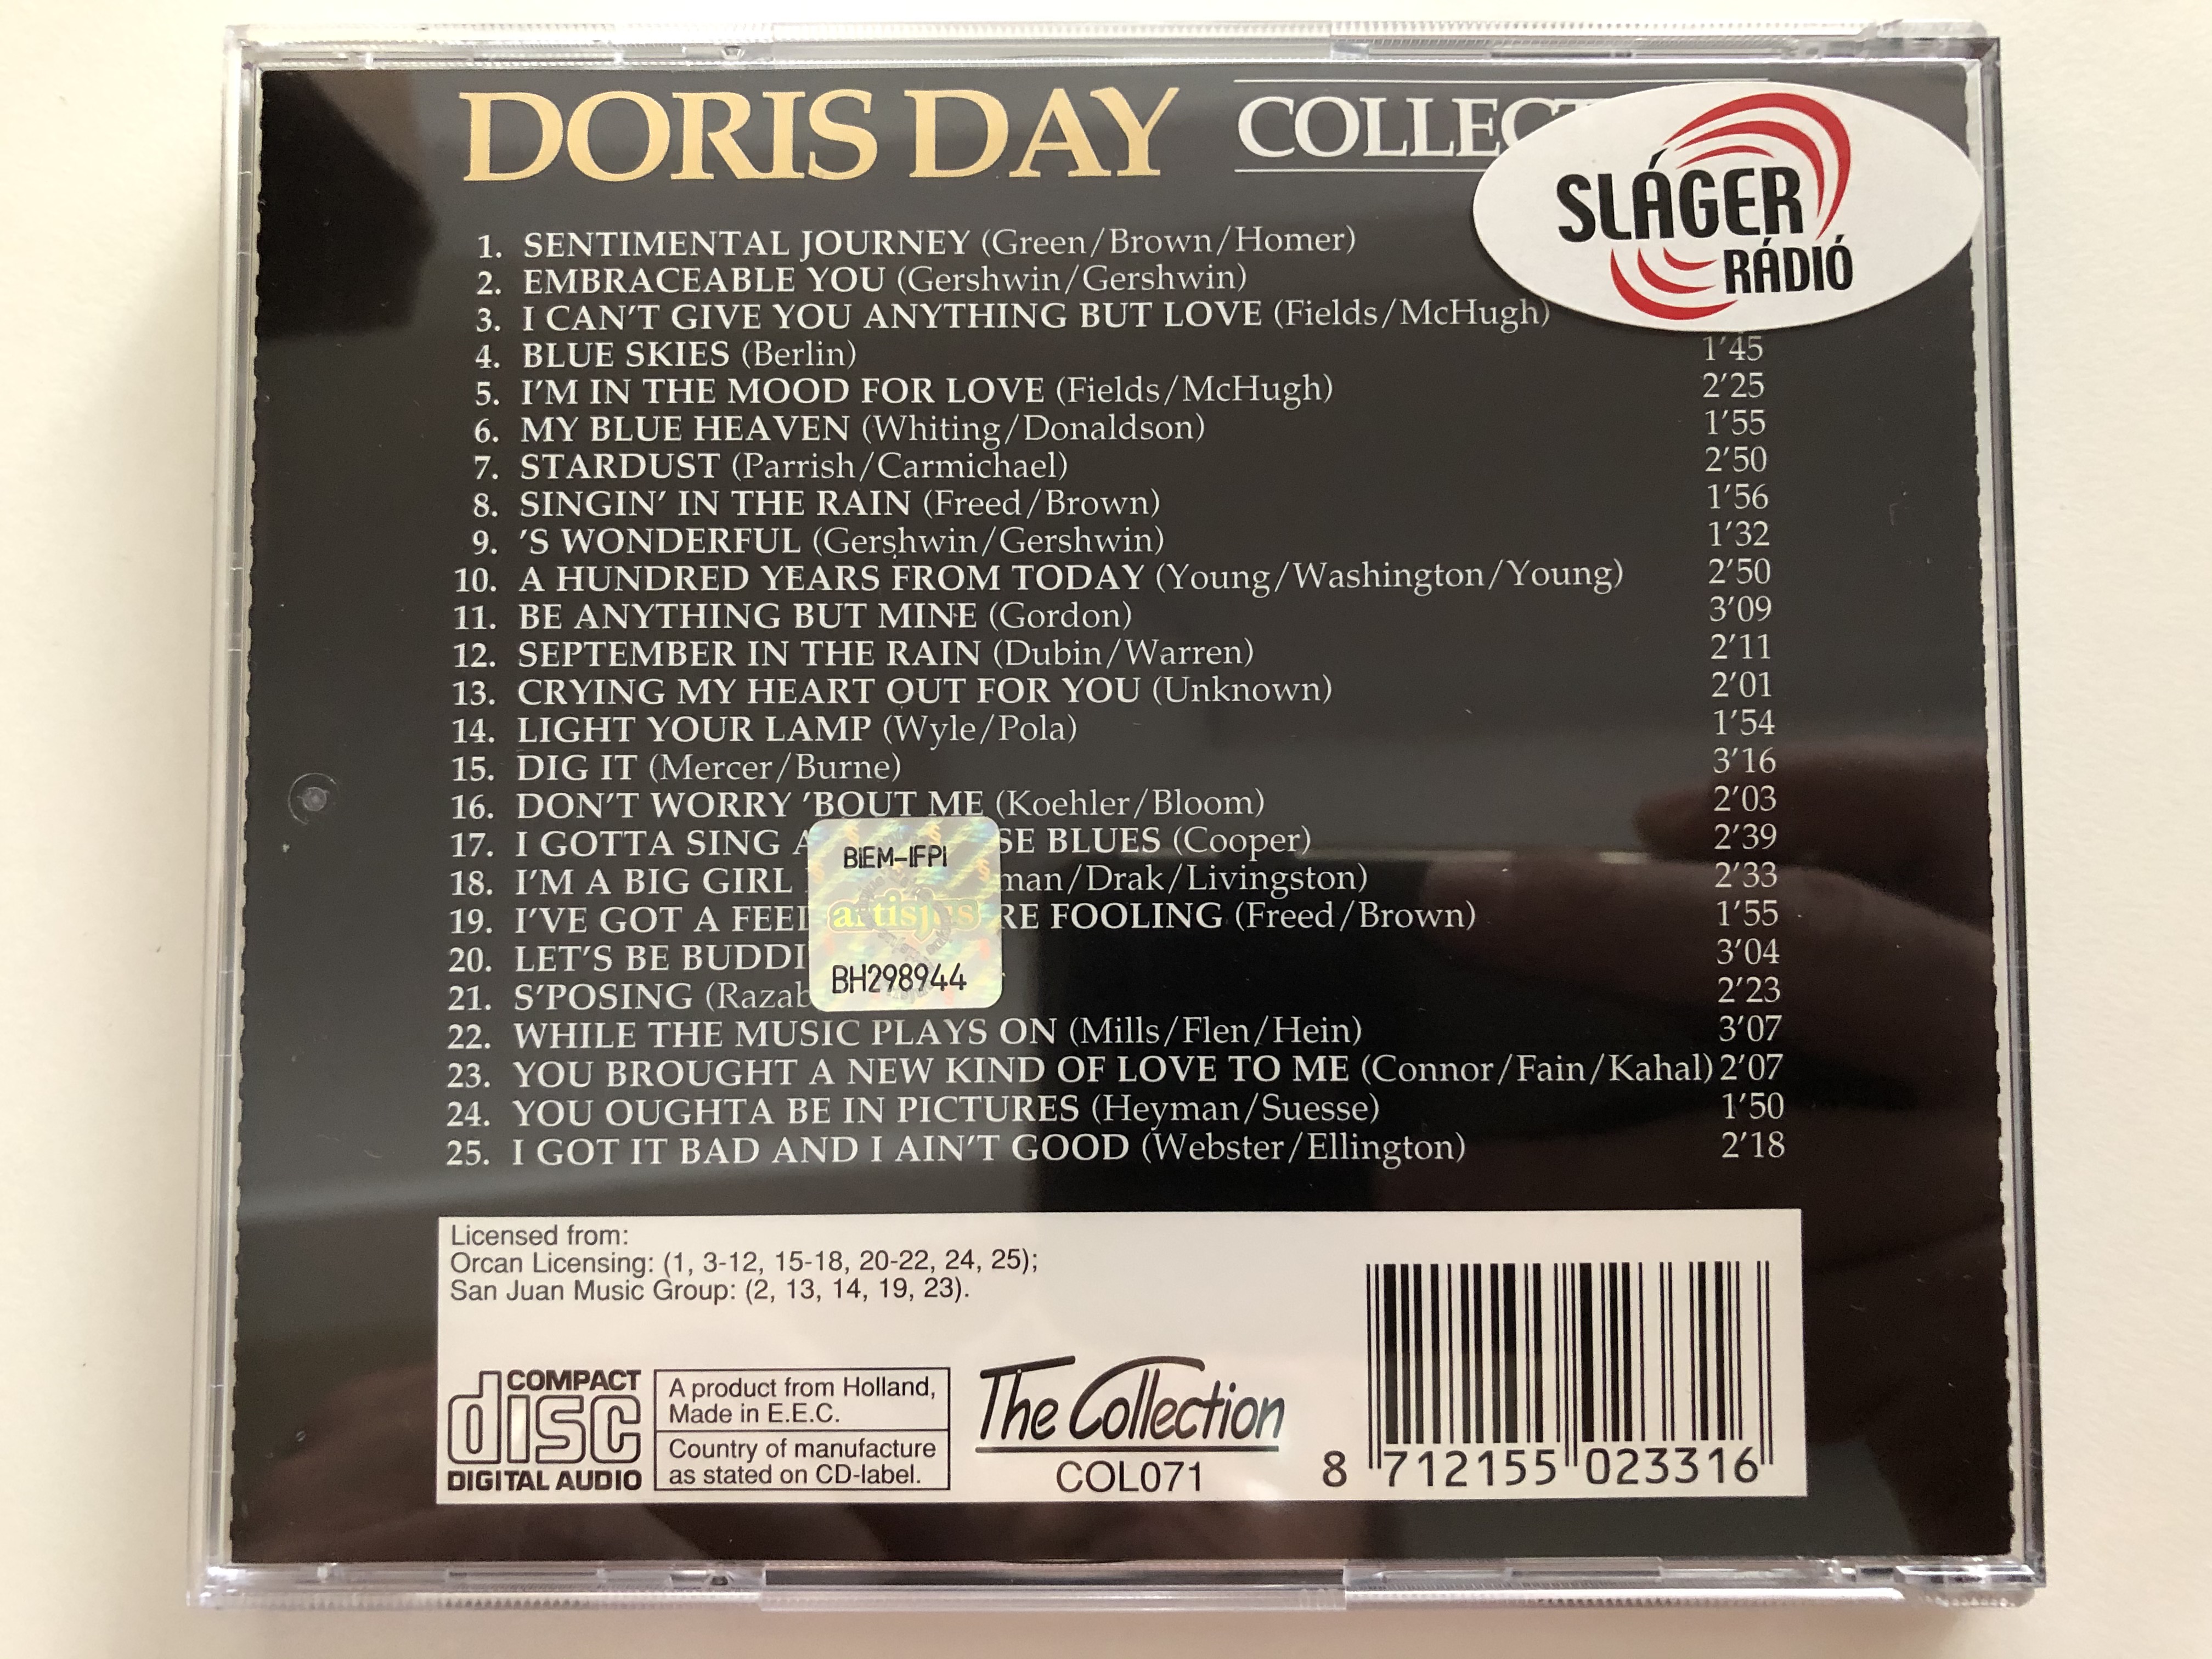 DORIS DAY
SLÁGER
RÁDIÓ
1. SENTIMENTAL JOURNEY (Green/Brown/Homer)
2. EMBRACEABLE YOU (Gershwin/Gershwin)
3. I CAN'T GIVE YOU ANYTHING BUT LOVE (Fields/McHugh)
4. BLUE SKIES (Berlin) 1'45
5. I'M IN THE MOOD FOR LOVE (Fields/McHugh) 2'25
6. MY BLUE HEAVEN (Whiting/Donaldson) 1'55
7. STARDUST (Parrish/Carmichael) 2'50
8. SINGIN' IN THE RAIN (Freed/Brown) 1'56
9. 'S WONDERFUL (Gershwin/Gershwin) 1'32
10. A HUNDRED YEARS FROM TODAY (Young/Washington/Young) 2'50
11. BE ANYTHING BUT MINE (Gordon) 3'09
12. SEPTEMBER IN THE RAIN (Dubin/Warren) 2'11
13. CRYING MY HEART OUT FOR YOU (Unknown) 2'01
14. LIGHT YOUR LAMP (Wyle/Pola) 1'54
15. DIG IT (Mercer/Burne) 3'16
16. DON'T WORRY 'BOUT ME (Koehler/Bloom) 2'03
17. I GOTTA SING BLUES (Cooper) 2'39
18. I'M A BIG GIRL /Drak/Livingston) 2'33
19. I'VE GOT A FOOLING (Freed/Brown) 1'55
20. LET'S BE 3'04
21. S'POSING 2'23
22. WHILE THE MUSIC PLAYS ON (Mills/Flen/Hein) 3'07
23. YOU BROUGHT A NEW KIND OF LOVE TO ME (Connor/Fain/Kahal) 2'07
24. YOU OUGHTA BE IN PICTURES (Heyman/Suesse) 1'50
25. I GOT IT BAD AND I AIN'T GOOD (Webster/Ellington) 2'18
BIEM-IFPI
artisjus
BH298944
Licensed from:
Orcan Licensing: (1, 3-12, 15-18, 20-22, 24, 25);
San Juan Music Group: (2, 13, 14, 19, 23).
COMPACT
disc
DIGITAL AUDIO
A product from Holland,
Made in E.E.C.
Country of manufacture
as stated on CD-label.
The Collection
COL071
8 712155 023316